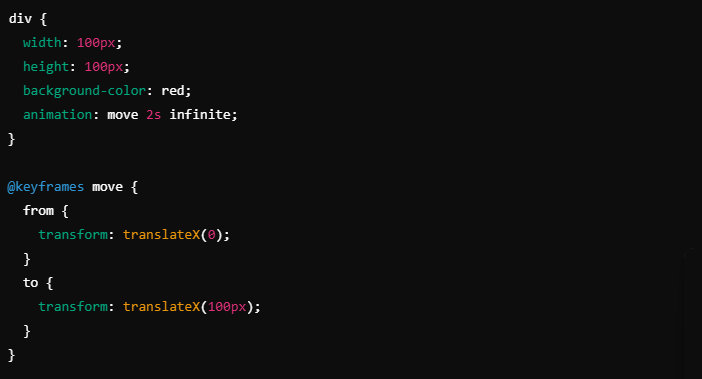 div {
  width: 100px;
  height: 100px;
  background-color: red;
  animation: move 2s infinite;
}

@keyframes move {
  from {
    transform: translateX(0);
  }
  to {
    transform: translateX(100px);
  }
}